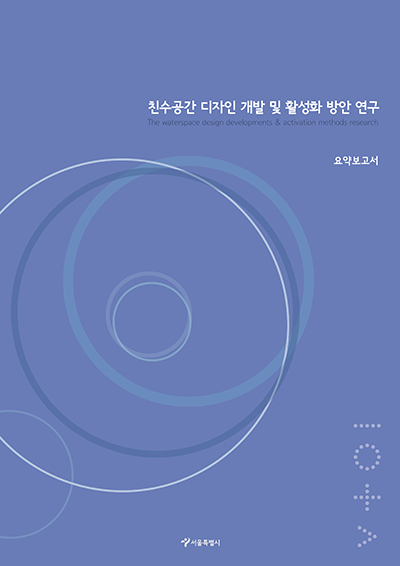 친수공간 디자인 개발 및 활성화 방안 연구
The waterspace design developments & activation methods research
요약보고서
서울특별시